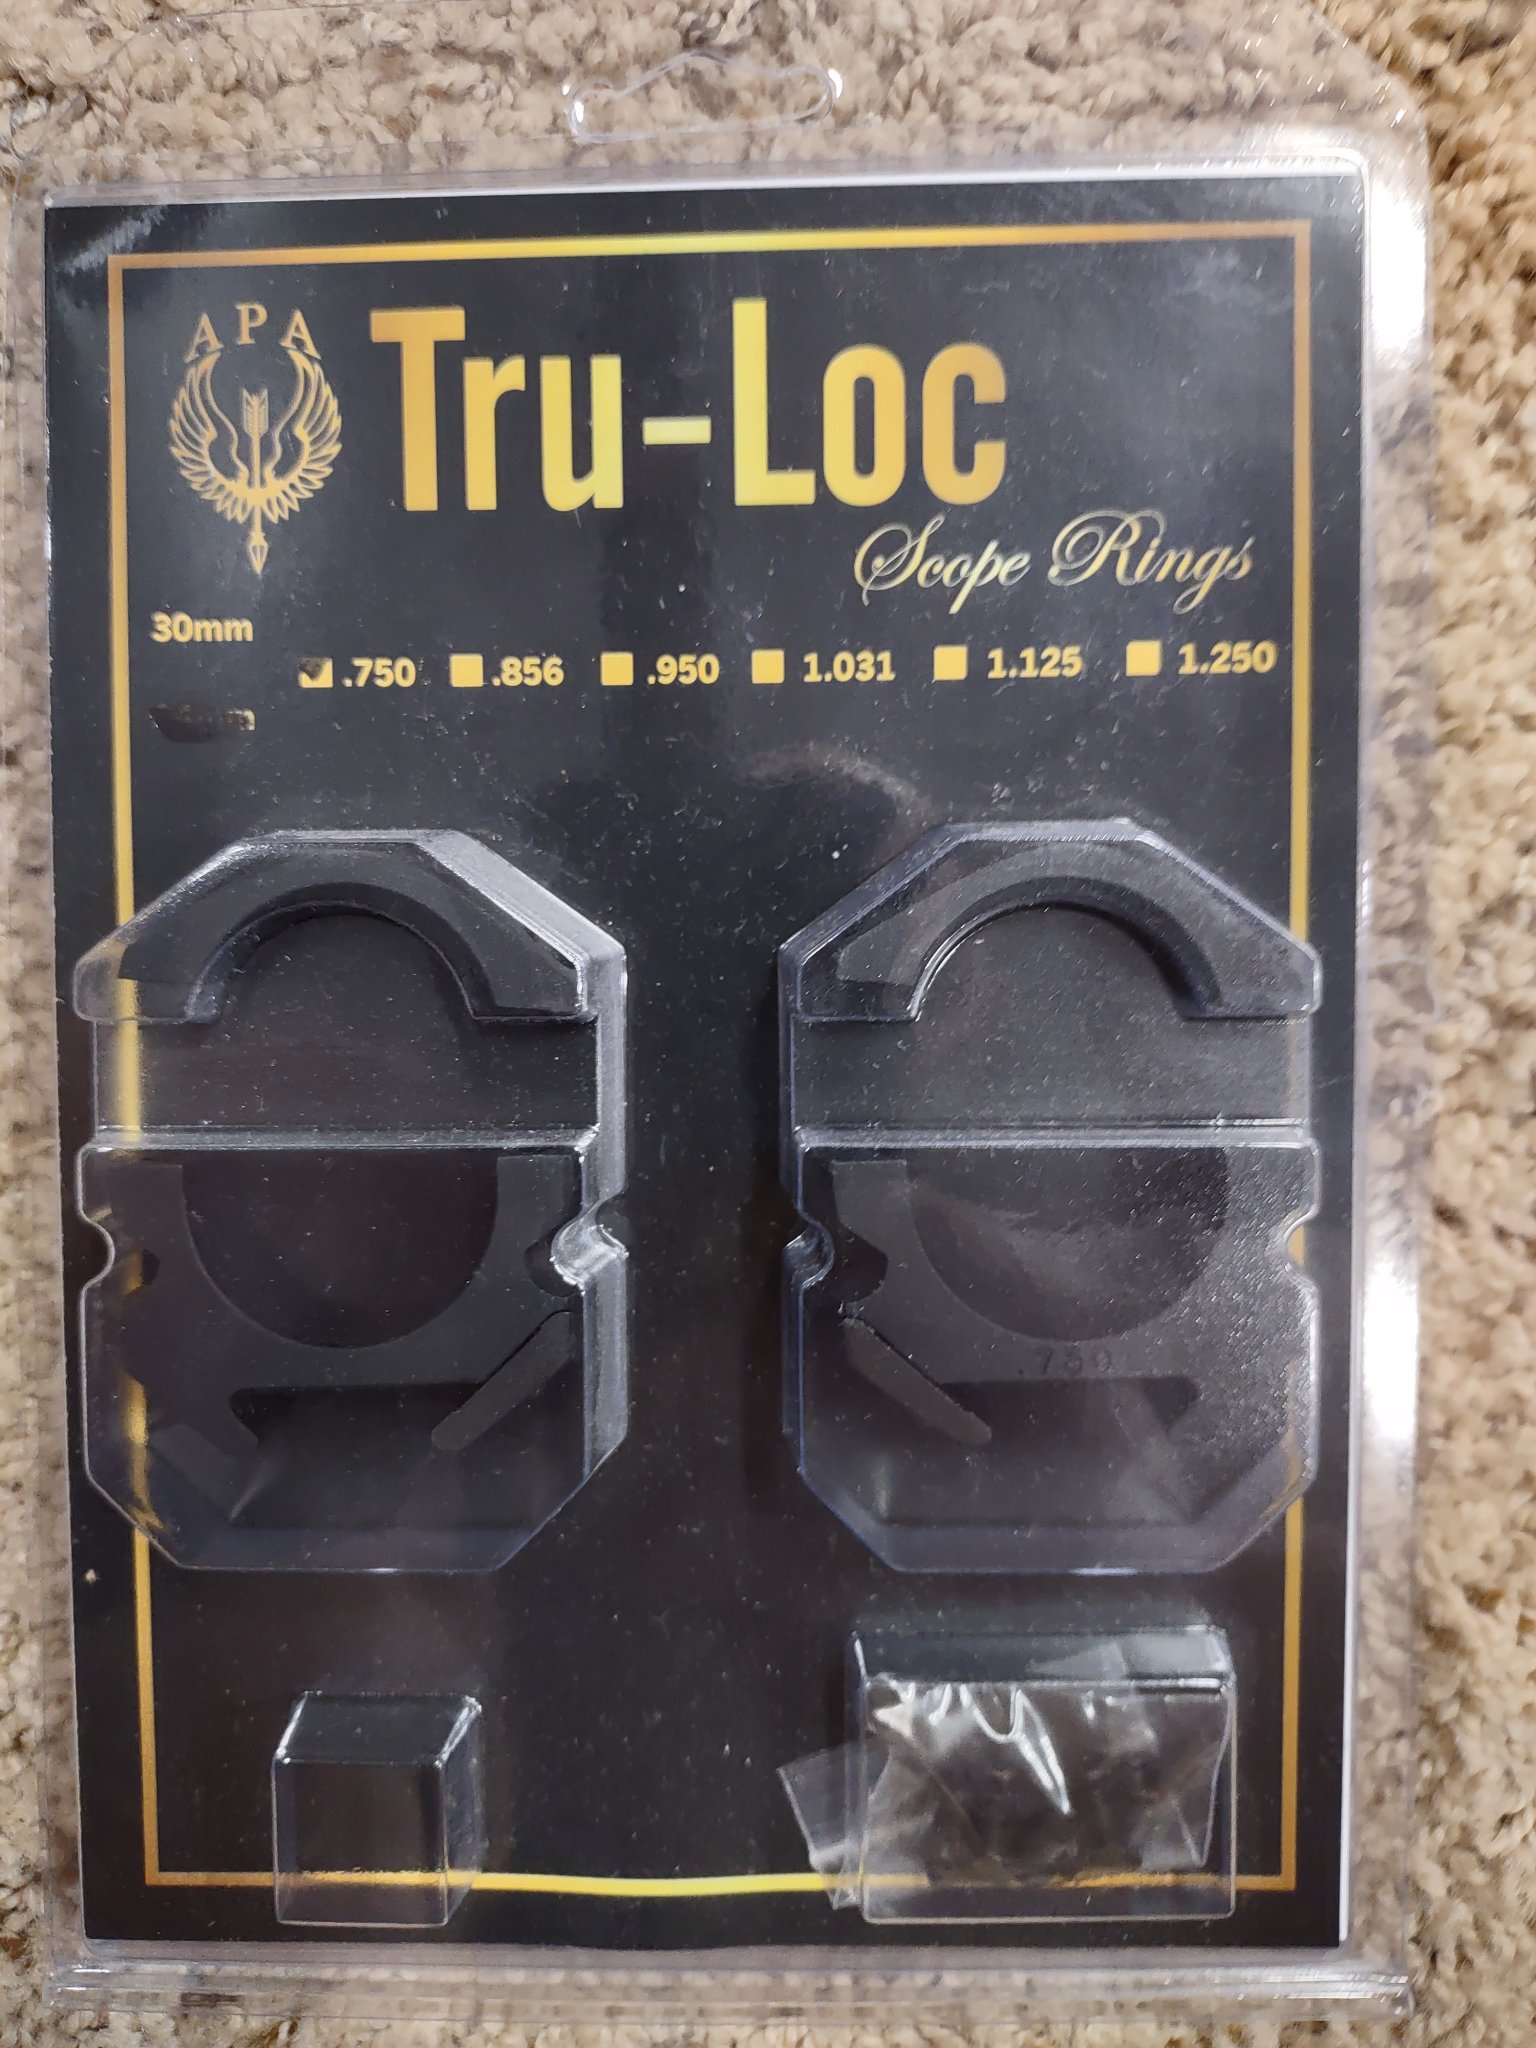 APA
Tru-Loc
Scope Rings
30mm
.750 .856 .950 1.031 1.125 1.250
.750